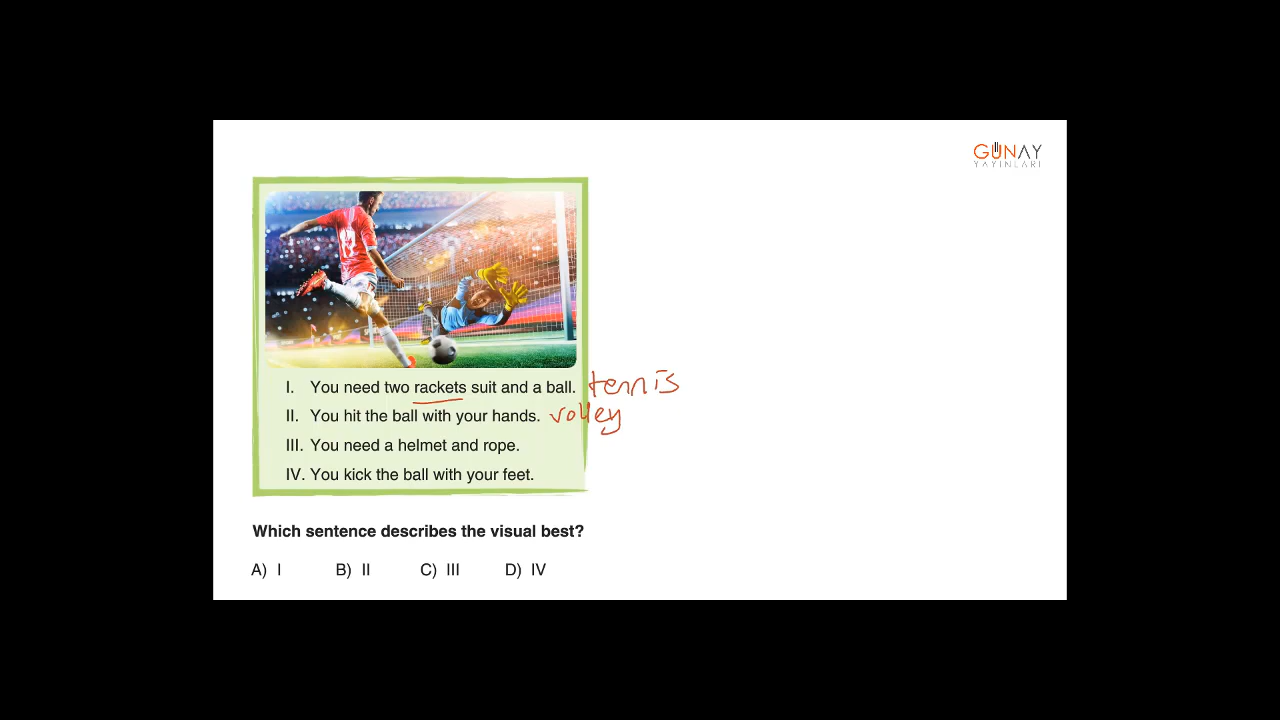 GÜNAY
YAYINLARI
I. You need two rackets suit and a ball. tennis
II. You hit the ball with your hands. volley
III. You need a helmet and rope.
IV. You kick the ball with your feet.
Which sentence describes the visual best?
A) I B) II C) III D) IV